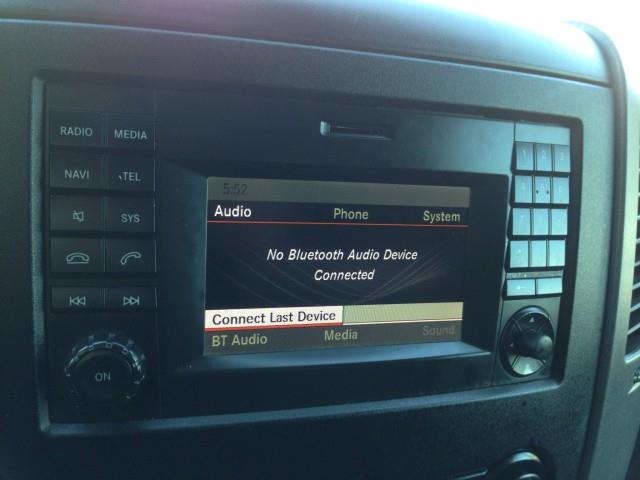 RADIO MEDIA
NAVI TEL
SYS
ON
5:52
Audio Phone System
No Bluetooth Audio Device
Connected
Connect Last Device
BT Audio Media Sound